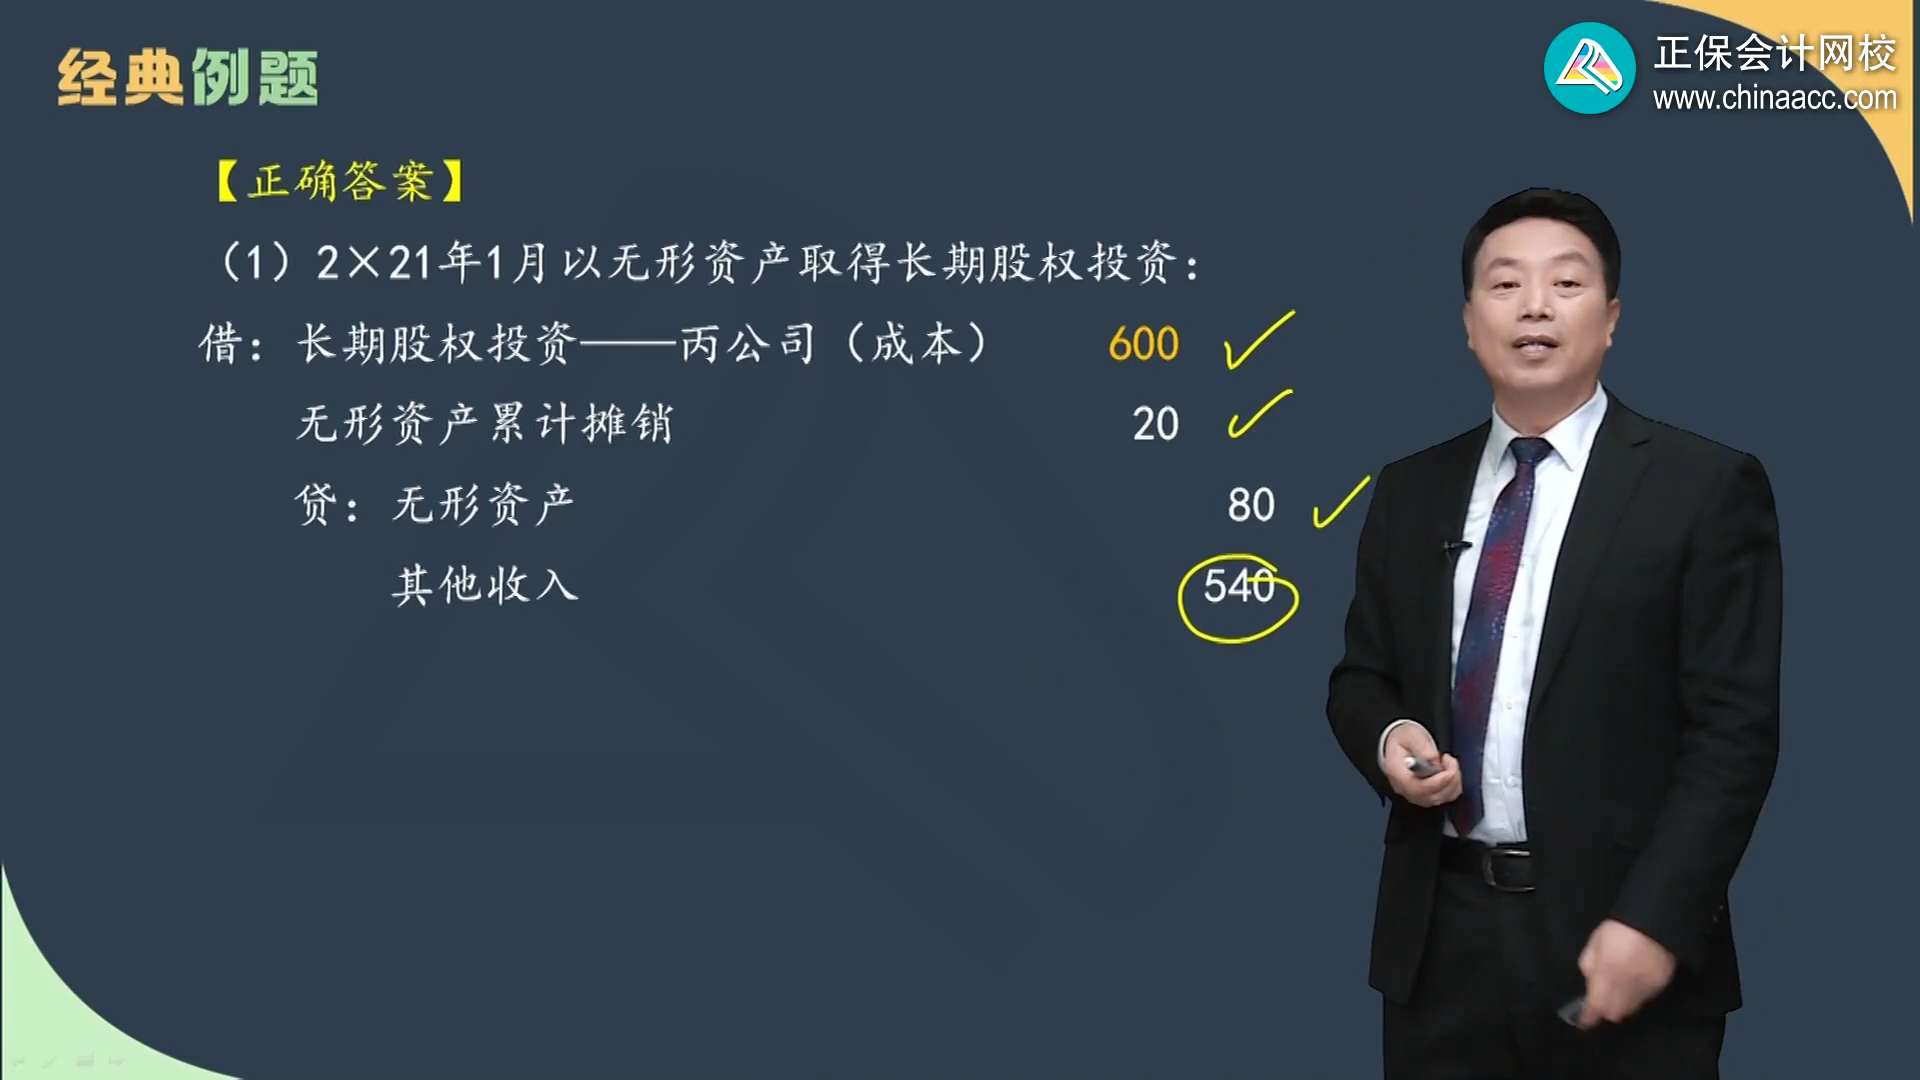 经典例题
正保会计网校
www.chinaacc.com
【正确答案】
（1）2×21年1月以无形资产取得长期股权投资：
借：长期股权投资——丙公司（成本） 600
无形资产累计摊销 20
贷：无形资产 80
其他收入 540